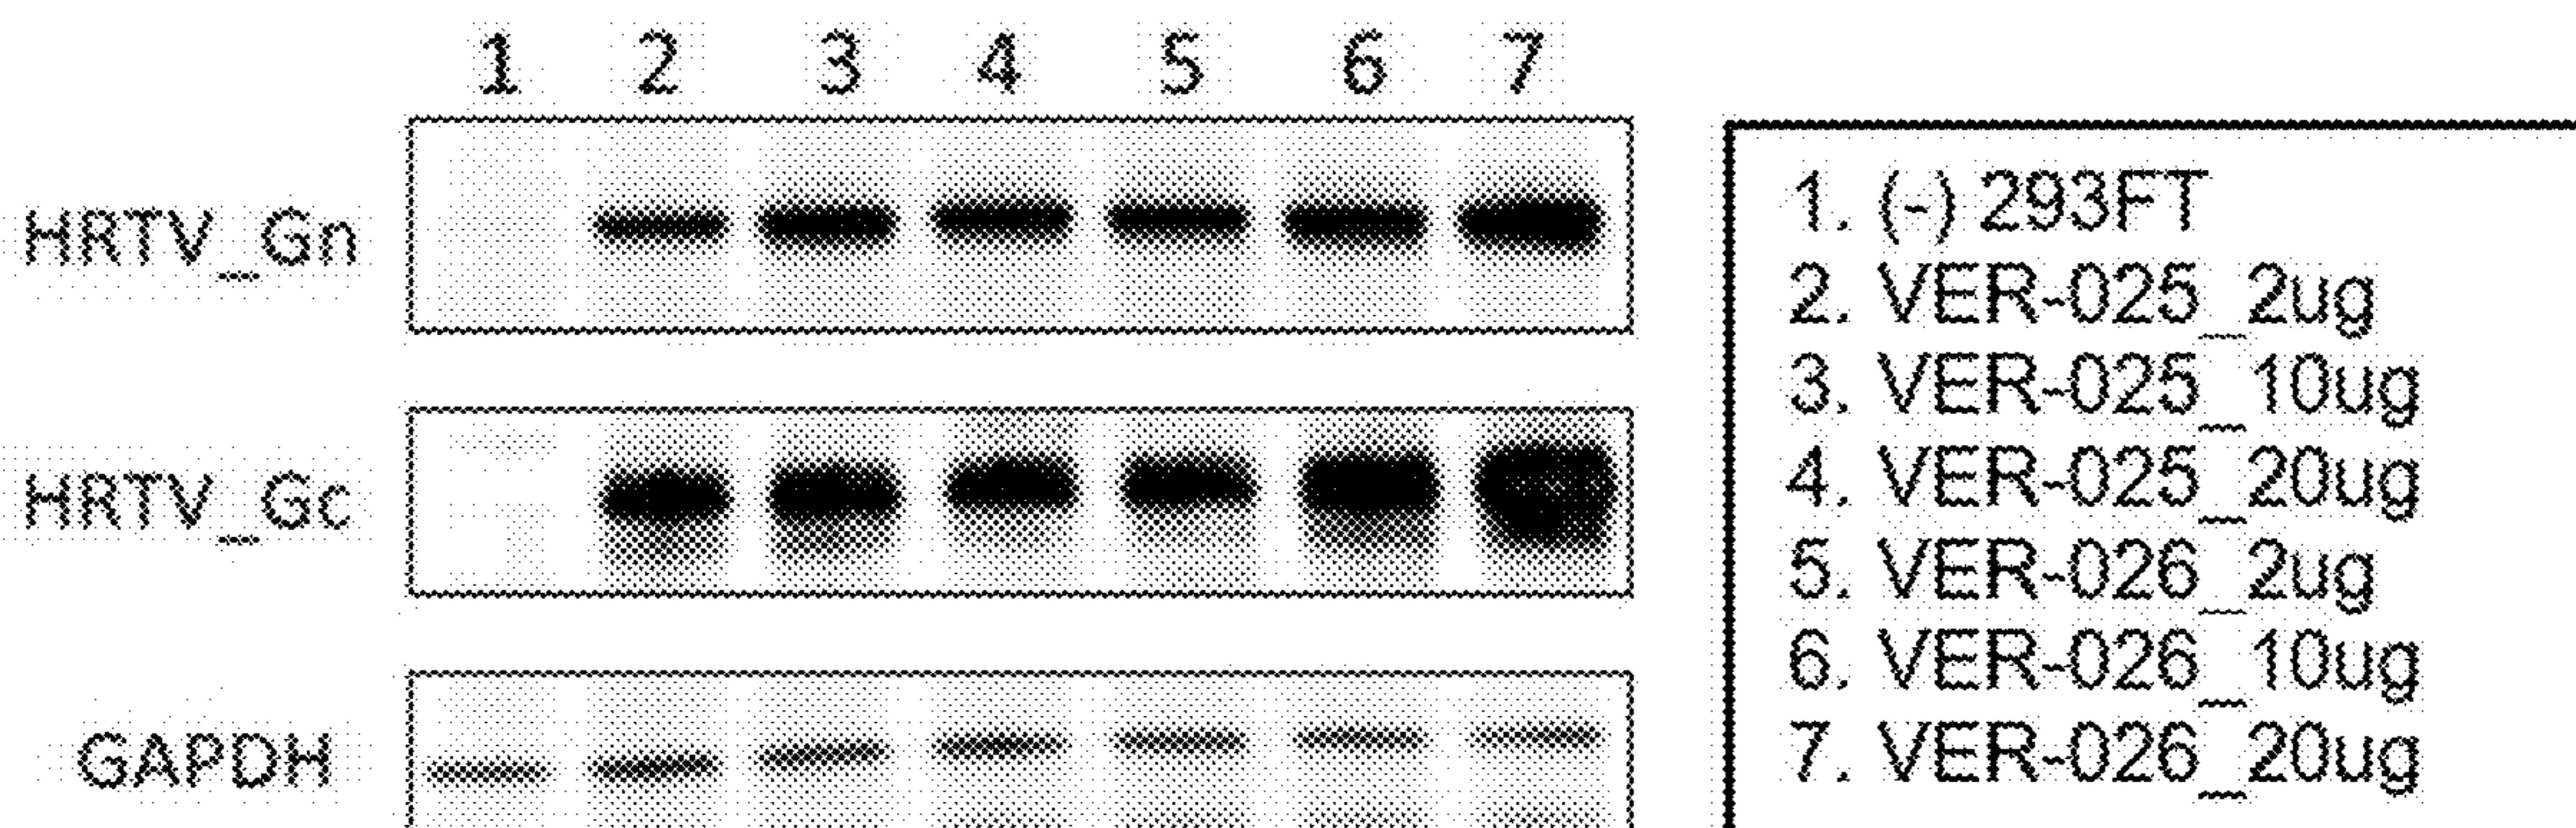 1 2 3 4 5 6 7
HRTV_Gn
HRTV_Gc
GAPDH
1. (-) 293FT
2. VER-025_2ug
3. VER-025_10ug
4. VER-025_20ug
5. VER-026_2ug
6. VER-026_10ug
7. VER-026_20ug